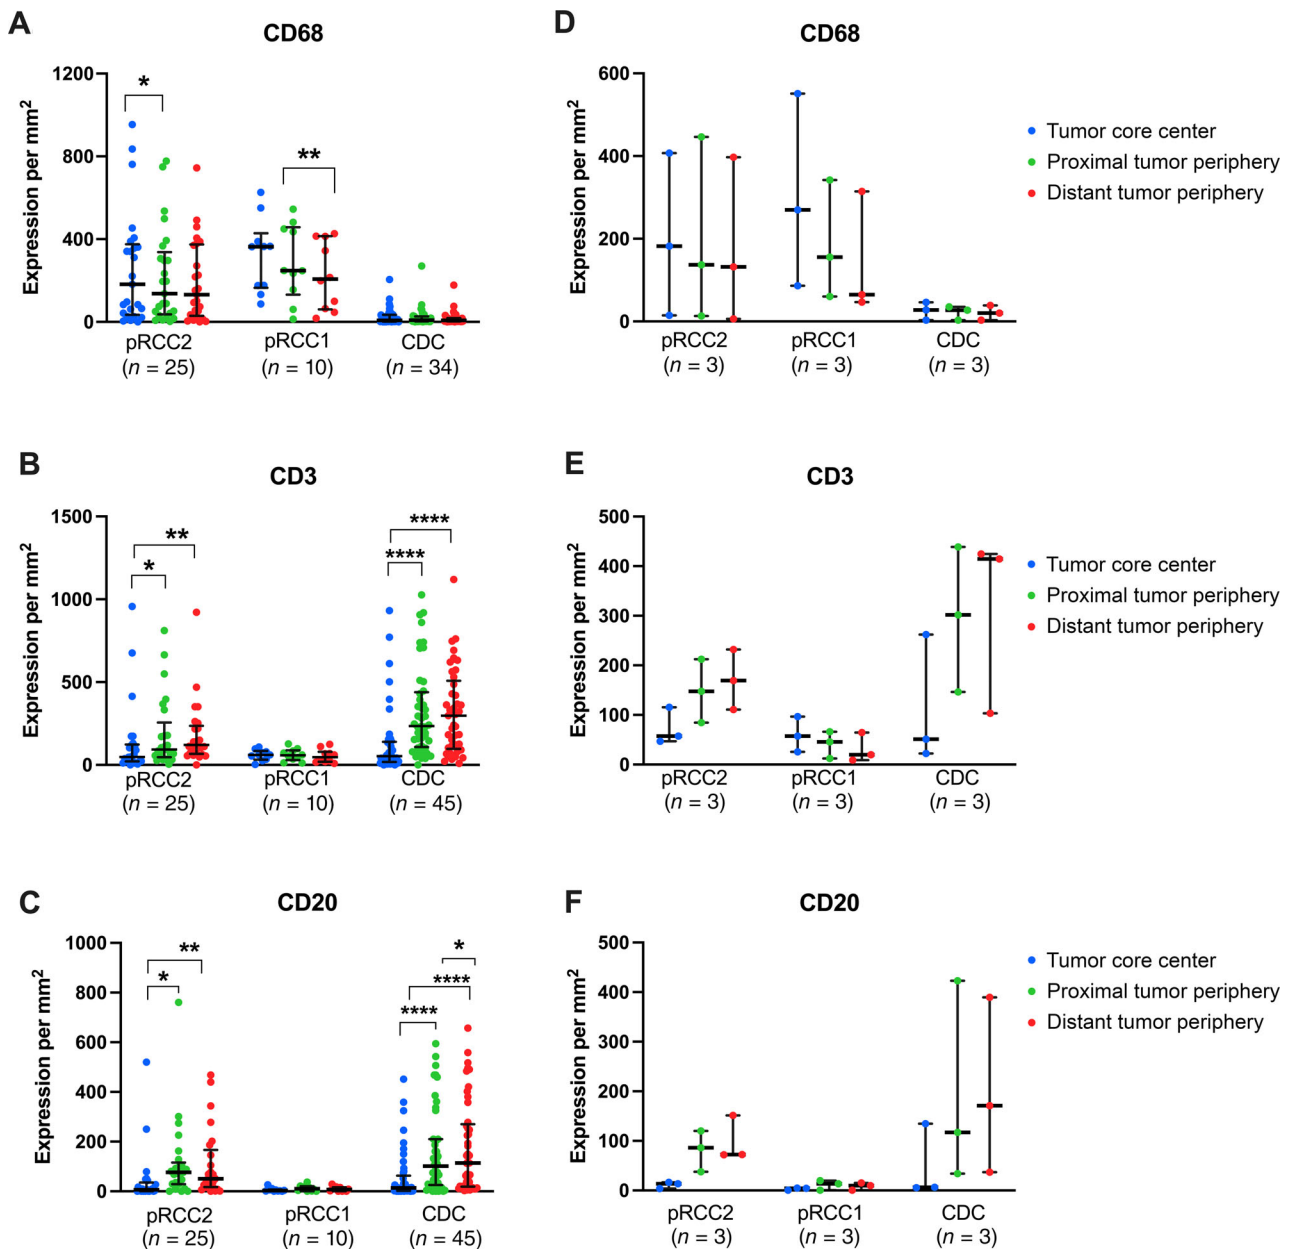 A
CD68
Expression per mm2
1200
800
400
0
*
**
pRCC2
(n = 25)
pRCC1
(n = 10)
CDC
(n = 34)
D
CD68
Expression per mm2
600
400
200
0
pRCC2
(n = 3)
pRCC1
(n = 3)
CDC
(n = 3)
Tumor core center
Proximal tumor periphery
Distant tumor periphery
B
CD3
Expression per mm2
1500
1000
500
0
**
*
****
****
pRCC2
(n = 25)
pRCC1
(n = 10)
CDC
(n = 45)
E
CD3
Expression per mm2
500
400
300
200
100
0
pRCC2
(n = 3)
pRCC1
(n = 3)
CDC
(n = 3)
Tumor core center
Proximal tumor periphery
Distant tumor periphery
C
CD20
Expression per mm2
1000
800
600
400
200
0
**
*
*
****
****
pRCC2
(n = 25)
pRCC1
(n = 10)
CDC
(n = 45)
F
CD20
Expression per mm2
500
400
300
200
100
0
pRCC2
(n = 3)
pRCC1
(n = 3)
CDC
(n = 3)
Tumor core center
Proximal tumor periphery
Distant tumor periphery